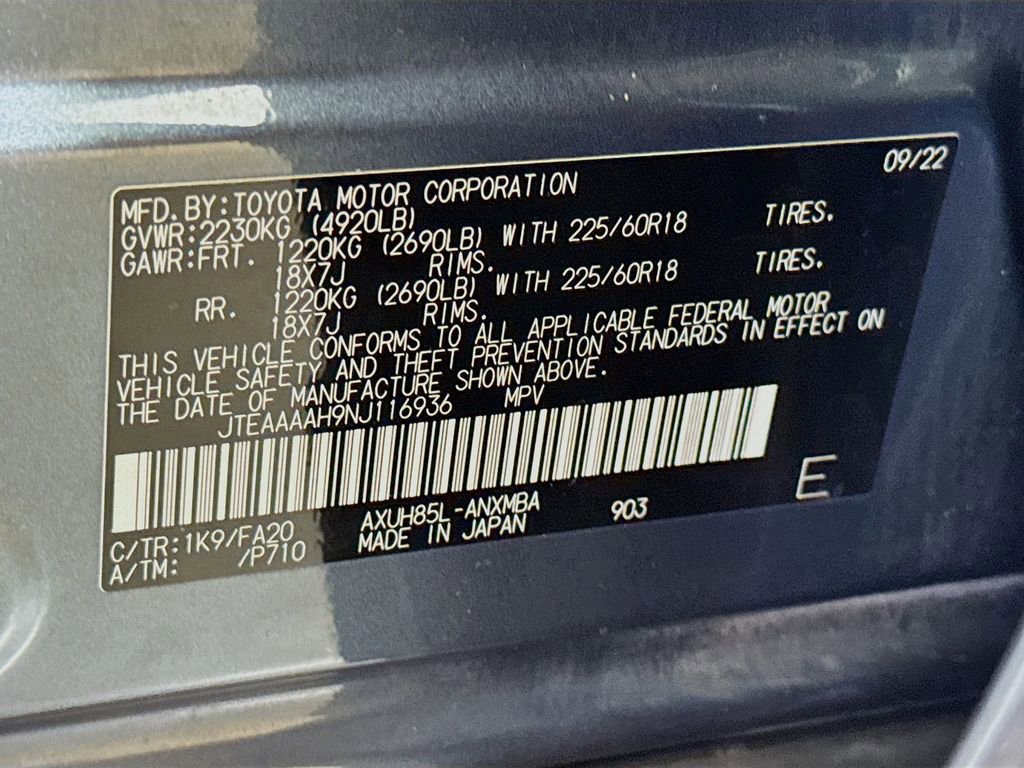 09/22
MFD. BY: TOYOTA MOTOR CORPORATION
GVWR: 2230KG (4920LB)
GAWR: FRT. 1220KG (2690LB) WITH 225/60R18 TIRES.
18X7J RIMS.
RR. 1220KG (2690LB) WITH 225/60R18 TIRES.
18X7J RIMS.
THIS VEHICLE CONFORMS TO ALL APPLICABLE FEDERAL MOTOR
VEHICLE SAFETY AND THEFT PREVENTION STANDARDS IN EFFECT ON
THE DATE OF MANUFACTURE SHOWN ABOVE.
JTEAAAAH9NJ116936 MPV
C/TR: 1K9/FA20 AXUH85L-ANXMBA 903 E
A/TM: /P710 MADE IN JAPAN